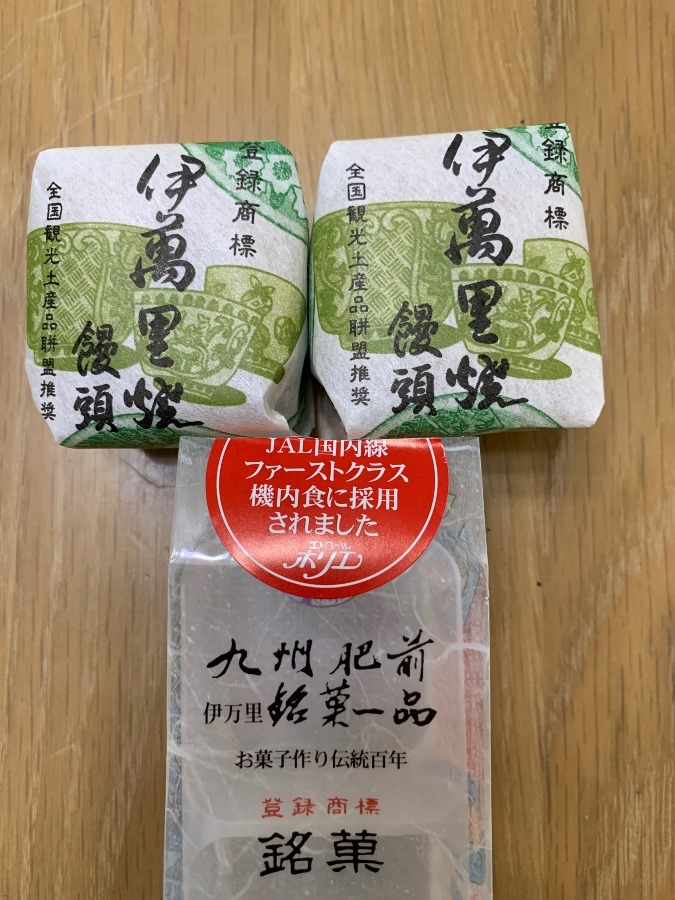 登録商標
伊萬里焼
饅頭
全国観光土産品聯盟推奨
登録商標
伊萬里焼
饅頭
全国観光土産品聯盟推奨
JAL国内線
ファーストクラス
機内食に採用
されました
エトワール
ホリエ
九州肥前
伊万里銘菓一品
お菓子作り伝統百年
登録商標
銘菓